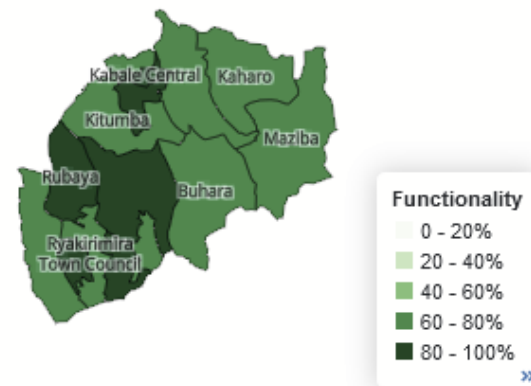 Kabale Central
Kaharo
Kitumba
Maziba
Rubaya
Buhara
Ryakirimira
Town Council
Functionality
0 - 20%
20 - 40%
40 - 60%
60 - 80%
80 - 100%
»